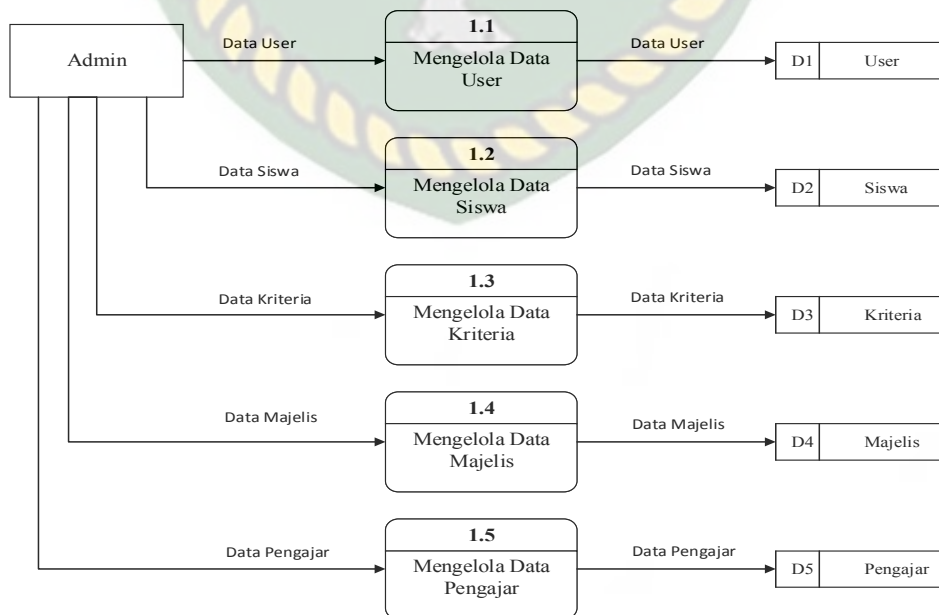 Admin
Data User
1.1
Mengelola Data
User
Data User
D1 User
Data Siswa
1.2
Mengelola Data
Siswa
Data Siswa
D2 Siswa
Data Kriteria
1.3
Mengelola Data
Kriteria
Data Kriteria
D3 Kriteria
Data Majelis
1.4
Mengelola Data
Majelis
Data Majelis
D4 Majelis
Data Pengajar
1.5
Mengelola Data
Pengajar
Data Pengajar
D5 Pengajar